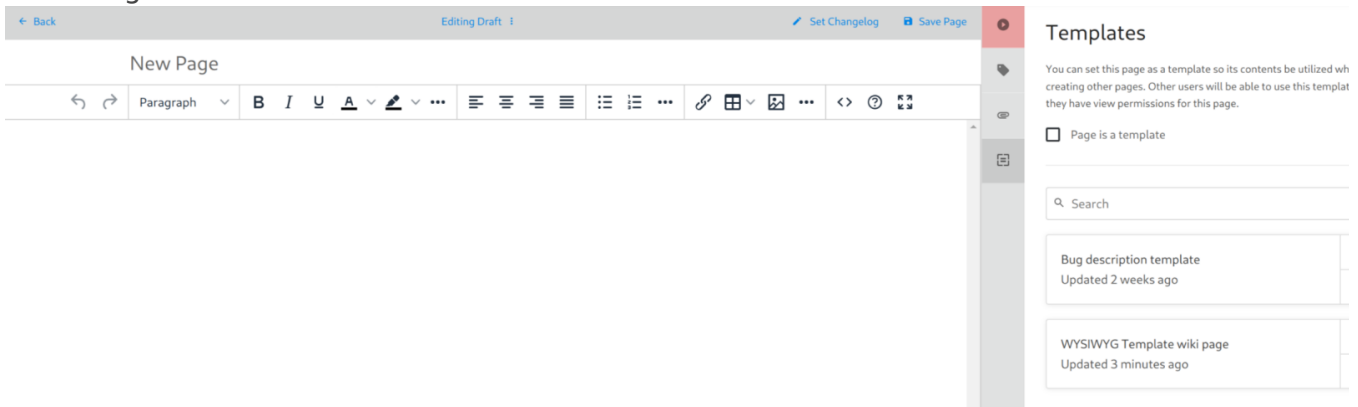 ← Back
Editing Draft
Set Changelog
Save Page
New Page
Paragraph
B I U A
Templates
You can set this page as a template so its contents be utilized
creating other pages. Other users will be able to use this
they have view permissions for this page.
Page is a template
Search
Bug description template
Updated 2 weeks ago
WYSIWYG Template wiki page
Updated 3 minutes ago